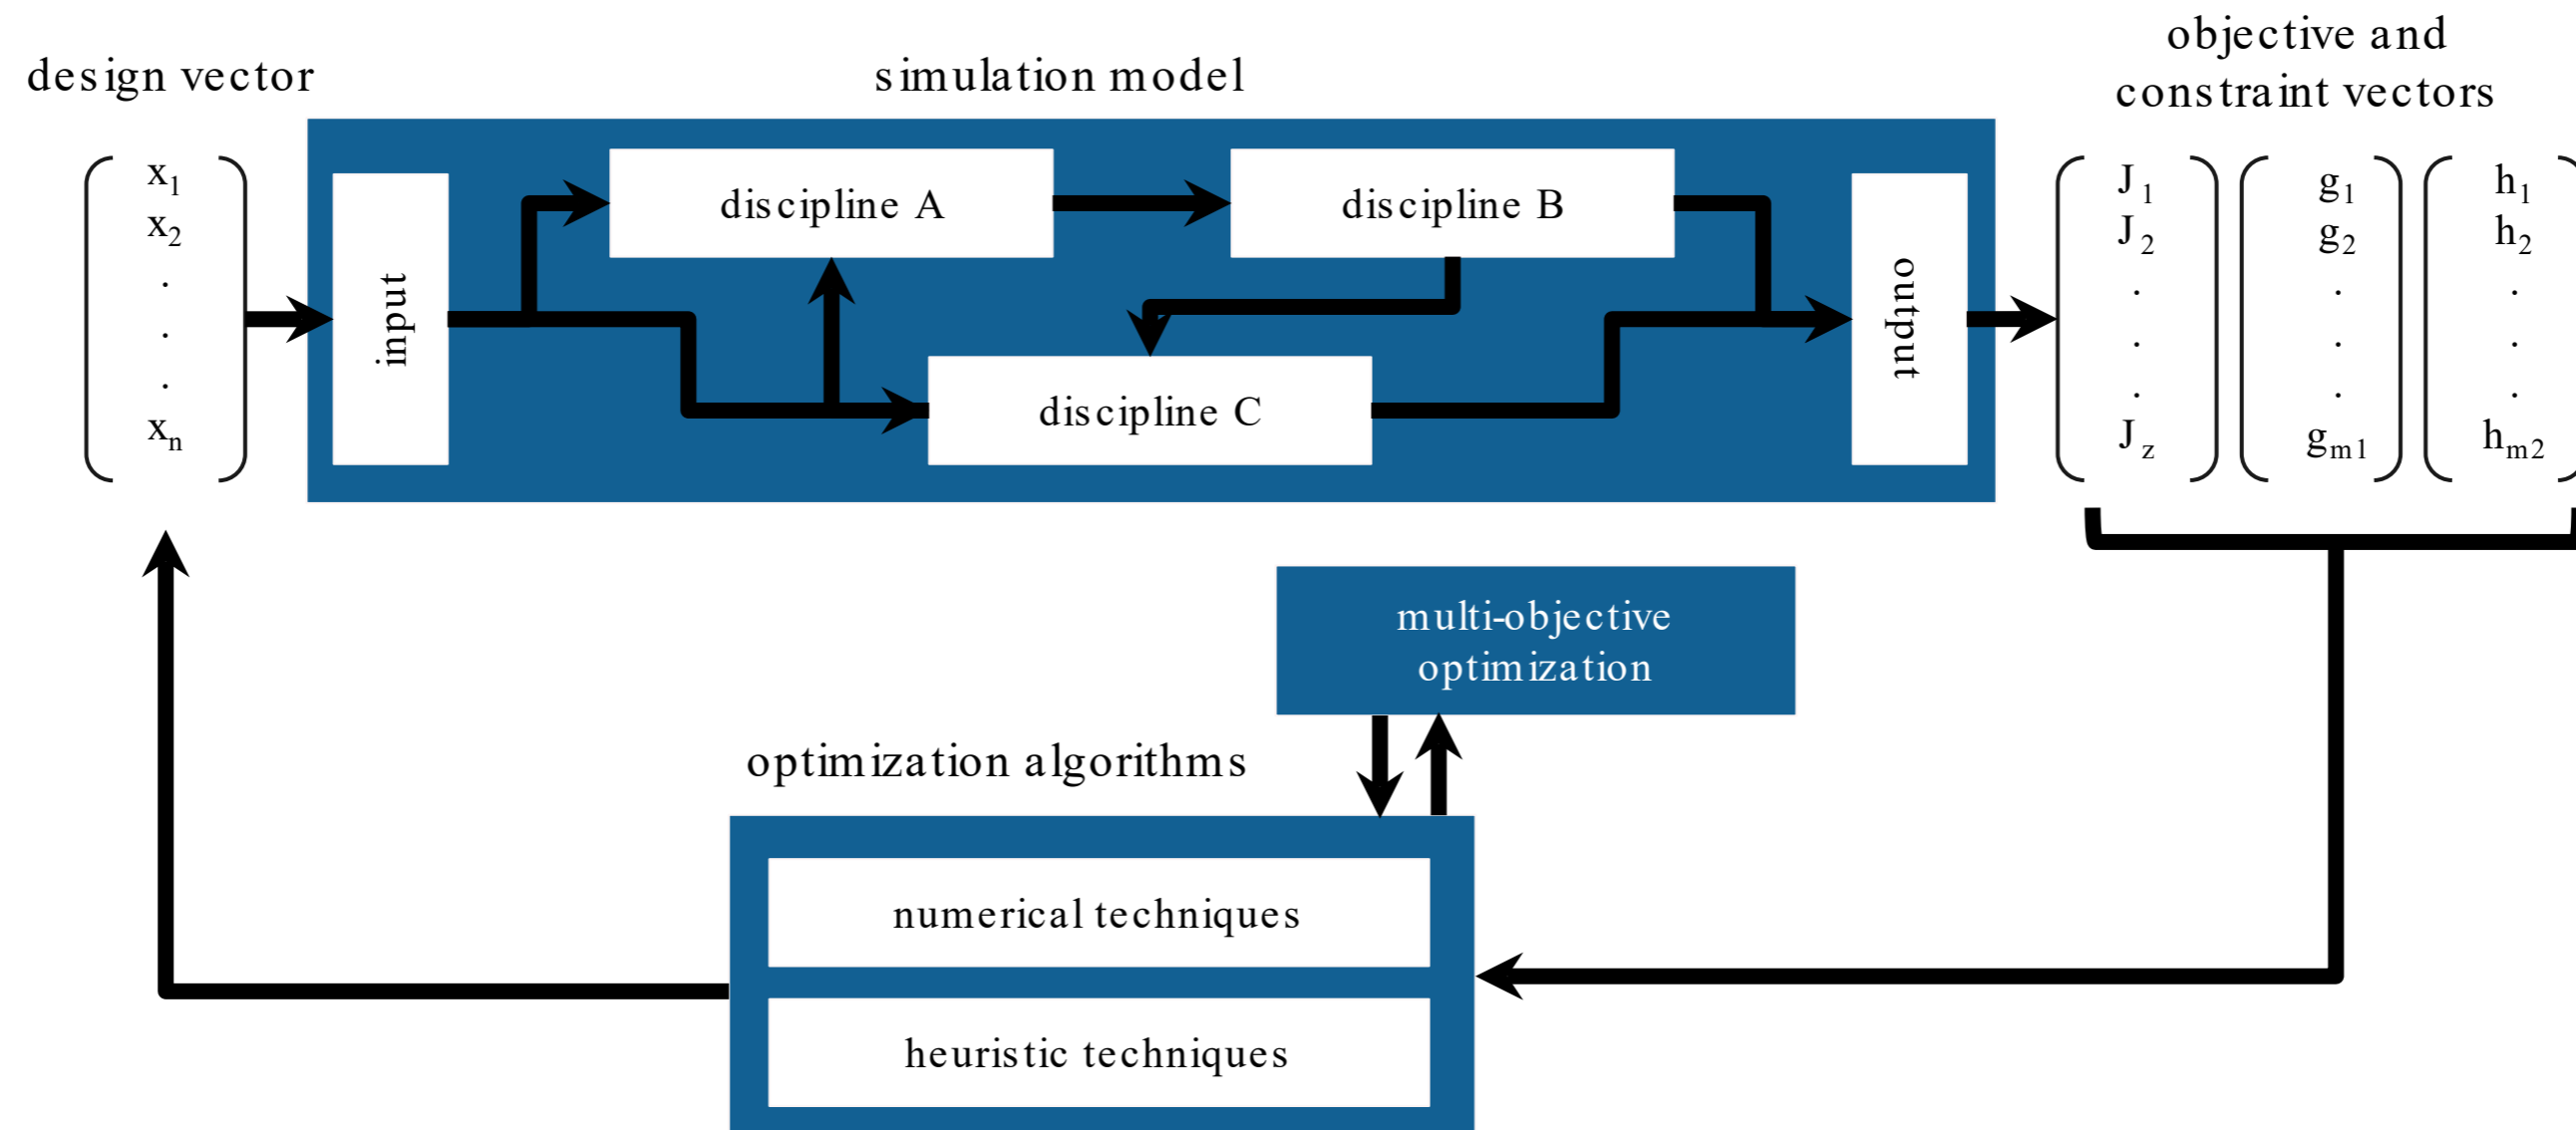 design vector
simulation model
objective and
constraint vectors
x1
x2
.
.
.
xn
input
discipline A
discipline B
discipline C
output
J1
J2
.
.
.
Jz
g1
g2
.
.
.
gm1
h1
h2
.
.
.
hm2
multi-objective
optimization
optimization algorithms
numerical techniques
heuristic techniques